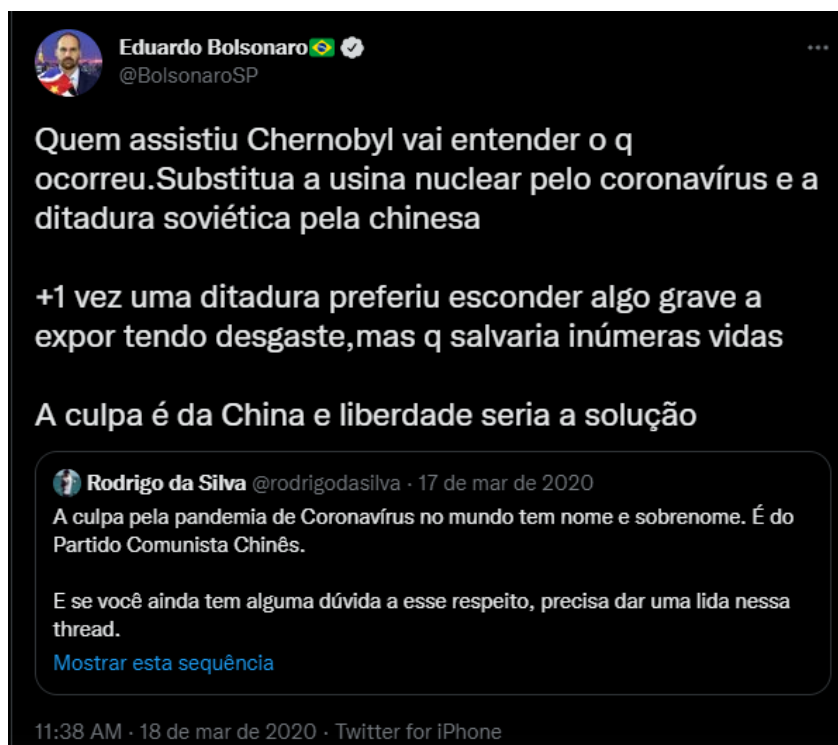 Eduardo Bolsonaro
@BolsonaroSP
Quem assistiu Chernobyl vai entender o q
ocorreu.Substitua a usina nuclear pelo coronavírus e a
ditadura soviética pela chinesa
+1 vez uma ditadura preferiu esconder algo grave a
expor tendo desgaste,mas q salvaria inúmeras vidas
A culpa é da China e liberdade seria a solução
Rodrigo da Silva @rodrigodasilva · 17 de mar de 2020
A culpa pela pandemia de Coronavírus no mundo tem nome e sobrenome. É do
Partido Comunista Chinês.
E se você ainda tem alguma dúvida a esse respeito, precisa dar uma lida nessa
thread.
Mostrar esta sequência
11:38 AM · 18 de mar de 2020 · Twitter for iPhone